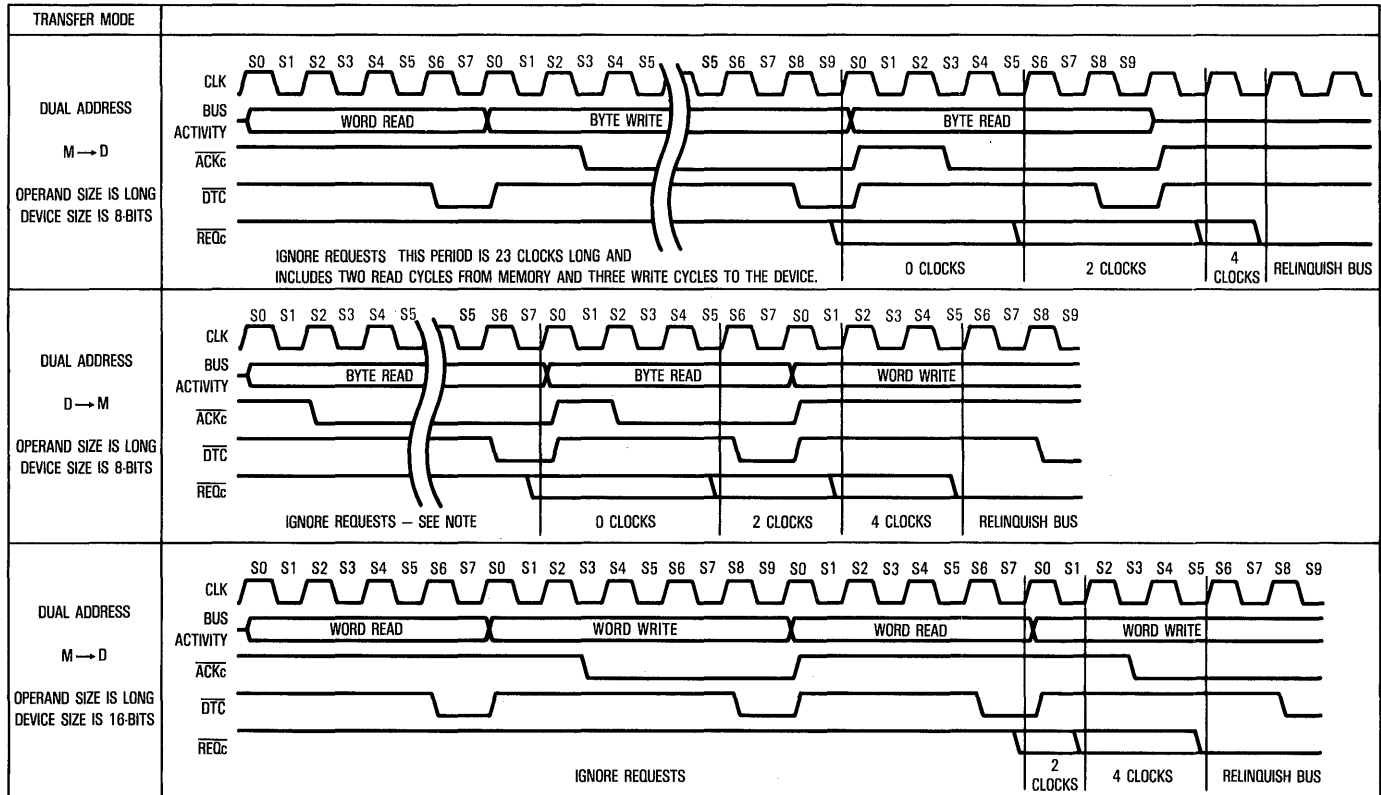 TRANSFER MODE
S0 S1 S2 S3 S4 S5 S6 S7 S0 S1 S2 S3 S4 S5 S5 S6 S7 S8 S9 S0 S1 S2 S3 S4 S5 S6 S7 S8 S9
CLK
DUAL ADDRESS
BUS
ACTIVITY
WORD READ
BYTE WRITE
BYTE READ
M→D
ACKc
OPERAND SIZE IS LONG
DEVICE SIZE IS 8-BITS
DTC
REQc
IGNORE REQUESTS THIS PERIOD IS 23 CLOCKS LONG AND
INCLUDES TWO READ CYCLES FROM MEMORY AND THREE WRITE CYCLES TO THE DEVICE.
0 CLOCKS
2 CLOCKS
4
CLOCKS
RELINQUISH BUS
S0 S1 S2 S3 S4 S5 S5 S6 S7 S0 S1 S2 S3 S4 S5 S6 S7 S0 S1 S2 S3 S4 S5 S6 S7 S8 S9
CLK
DUAL ADDRESS
BUS
ACTIVITY
BYTE READ
BYTE READ
WORD WRITE
D→M
ACKc
OPERAND SIZE IS LONG
DEVICE SIZE IS 8-BITS
DTC
REQc
IGNORE REQUESTS — SEE NOTE
0 CLOCKS
2 CLOCKS
4 CLOCKS
RELINQUISH BUS
S0 S1 S2 S3 S4 S5 S6 S7 S0 S1 S2 S3 S4 S5 S6 S7 S8 S9 S0 S1 S2 S3 S4 S5 S6 S7 S0 S1 S2 S3 S4 S5 S6 S7 S8 S9
CLK
DUAL ADDRESS
BUS
ACTIVITY
WORD READ
WORD WRITE
WORD READ
WORD WRITE
M→D
ACKc
OPERAND SIZE IS LONG
DEVICE SIZE IS 16-BITS
DTC
REQc
IGNORE REQUESTS
2
CLOCKS
4 CLOCKS
RELINQUISH BUS